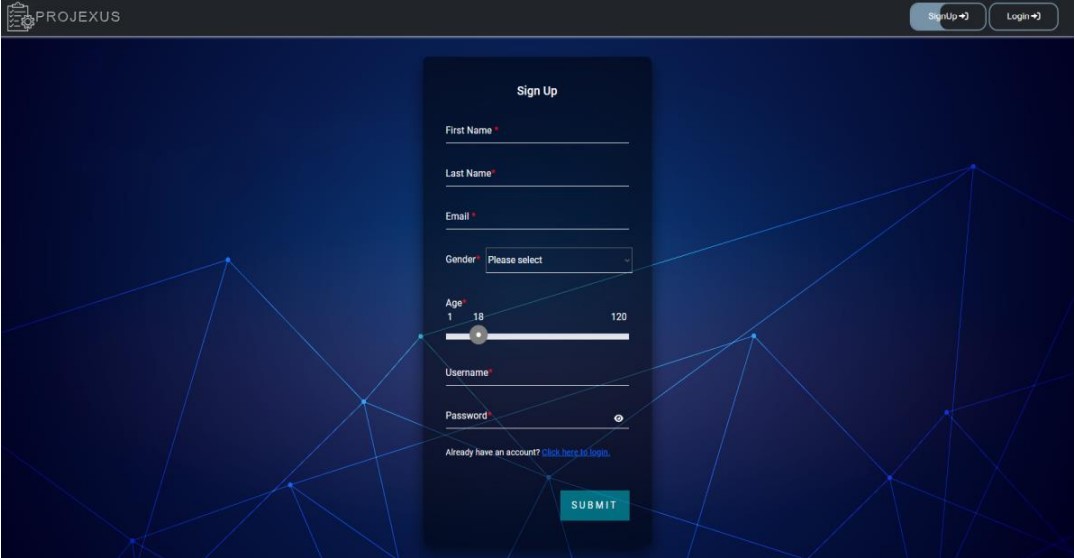 PROJEXUS
SignUp
Login
Sign Up
First Name *
Last Name*
Email *
Gender* Please select
Age*
1 18 120
Username*
Password*
Already have an account? Click here to login.
SUBMIT